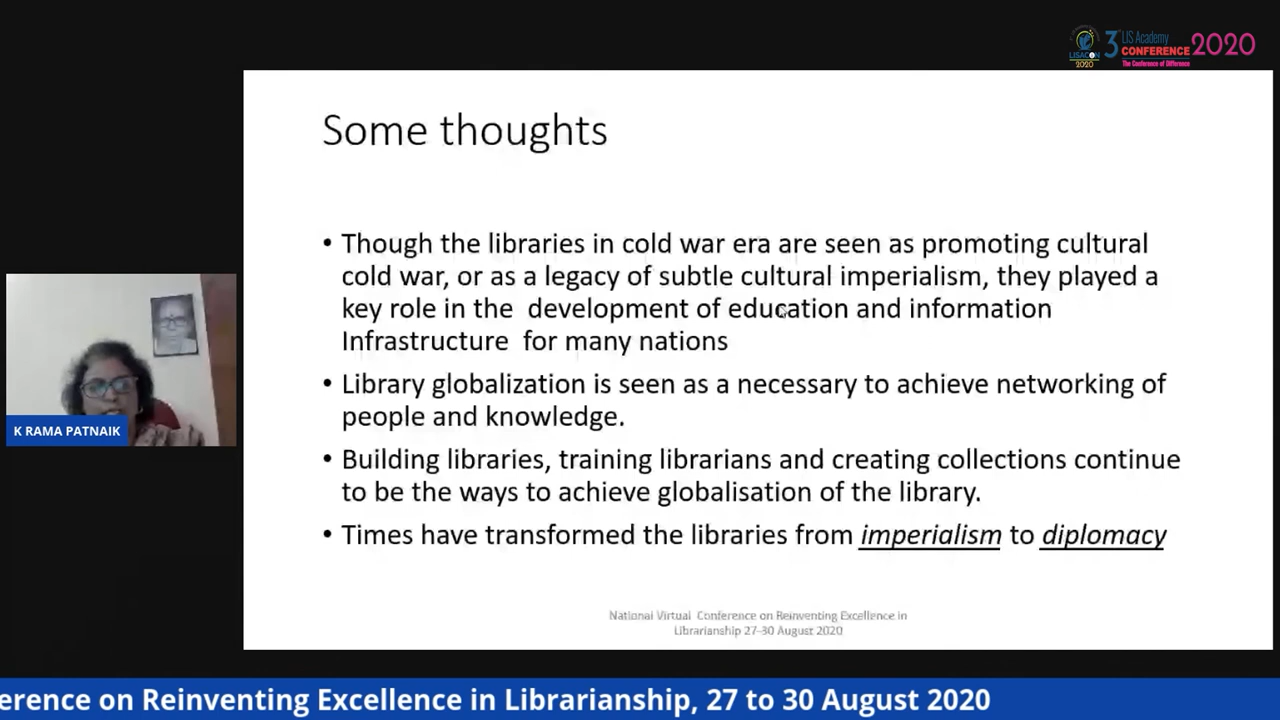 3rd LIS Academy
CONFERENCE 2020
The Conference of Difference
LISACON
2020
Some thoughts
• Though the libraries in cold war era are seen as promoting cultural
cold war, or as a legacy of subtle cultural imperialism, they played a
key role in the development of education and information
Infrastructure for many nations
• Library globalization is seen as a necessary to achieve networking of
people and knowledge.
• Building libraries, training librarians and creating collections continue
to be the ways to achieve globalisation of the library.
• Times have transformed the libraries from imperialism to diplomacy
K RAMA PATNAIK
National Virtual Conference on Reinventing Excellence in
Librarianship 27-30 August 2020
erence on Reinventing Excellence in Librarianship, 27 to 30 August 2020